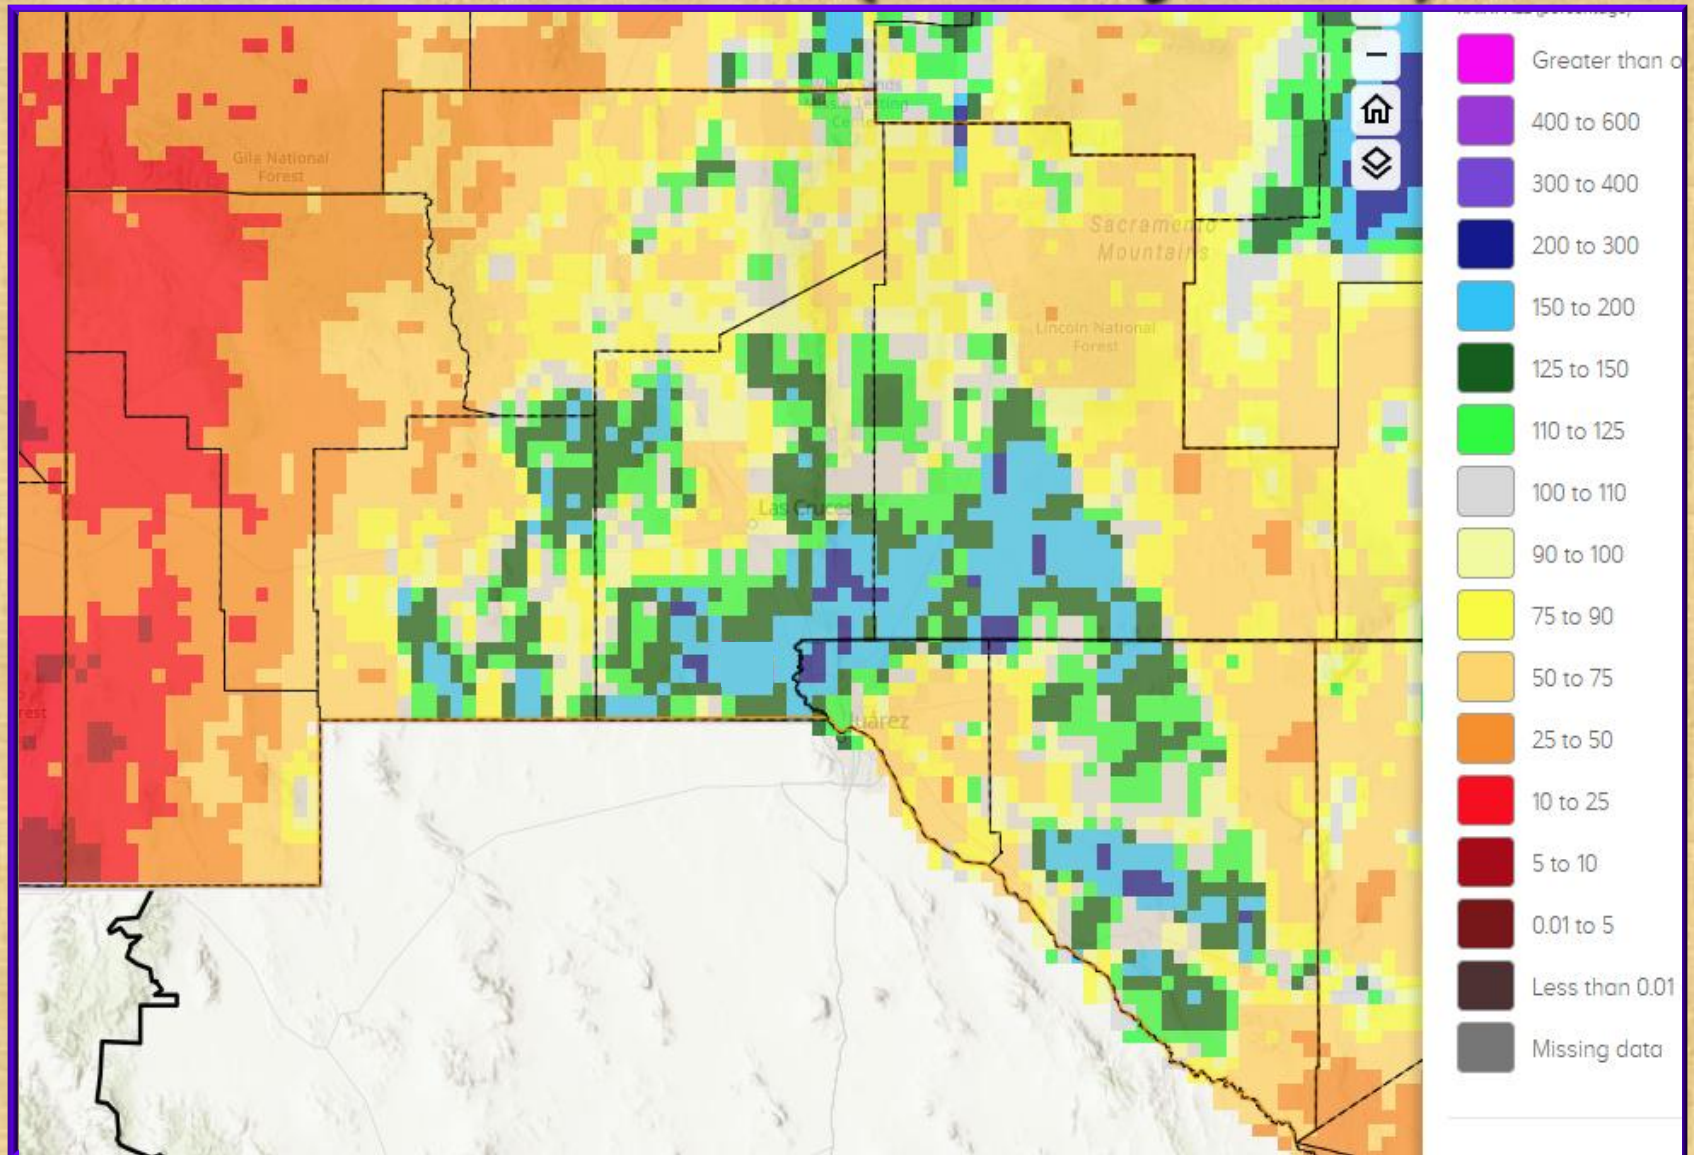 Greater than o
400 to 600
300 to 400
200 to 300
150 to 200
125 to 150
110 to 125
100 to 110
90 to 100
75 to 90
50 to 75
25 to 50
10 to 25
5 to 10
0.01 to 5
Less than 0.01
Missing data
Gila National
Forest
Sacramento
Mountains
Lincoln National
Forest
Las Cruces
Juárez
rest